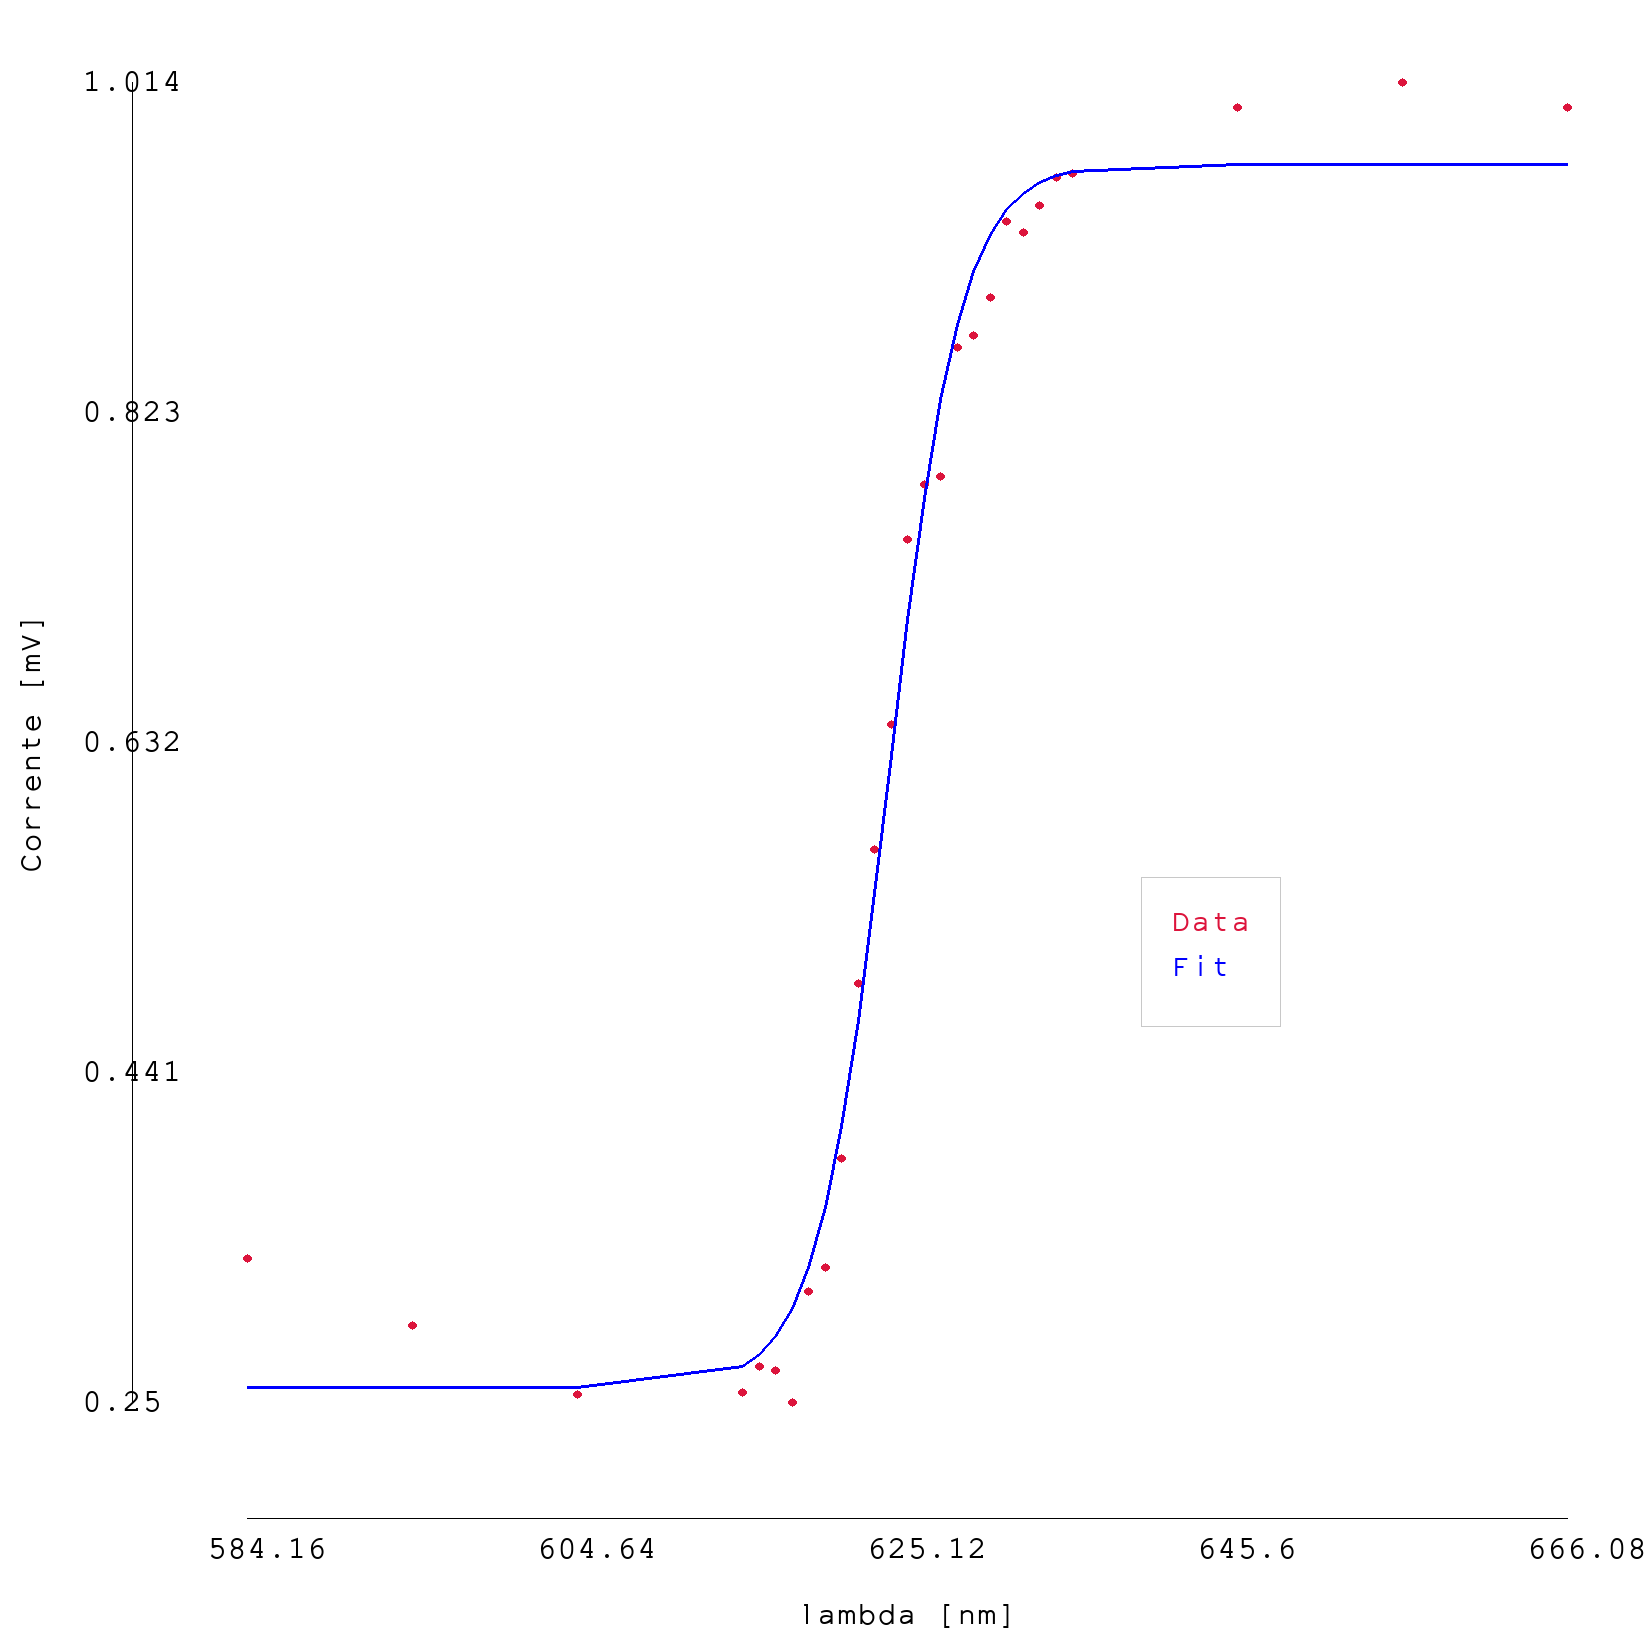 1.014
0.823
0.632
0.441
0.25
Corrente [mV]
Data
Fit
584.16
604.64
625.12
645.6
666.08
lambda [nm]